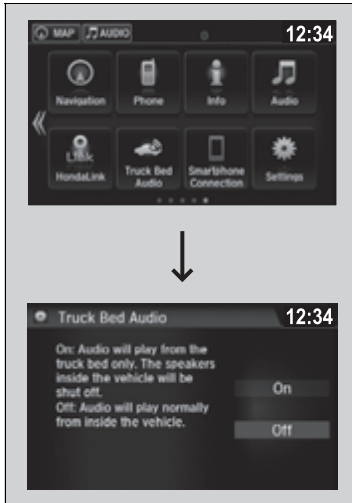 MAP AUDIO 12:34
Navigation Phone Info Audio
Link
HondaLink Truck Bed Smartphone Settings
Audio Connection
Truck Bed Audio 12:34
On: Audio will play from the
truck bed only. The speakers
inside the vehicle will be
shut off.
Off: Audio will play normally
from inside the vehicle.
On
Off